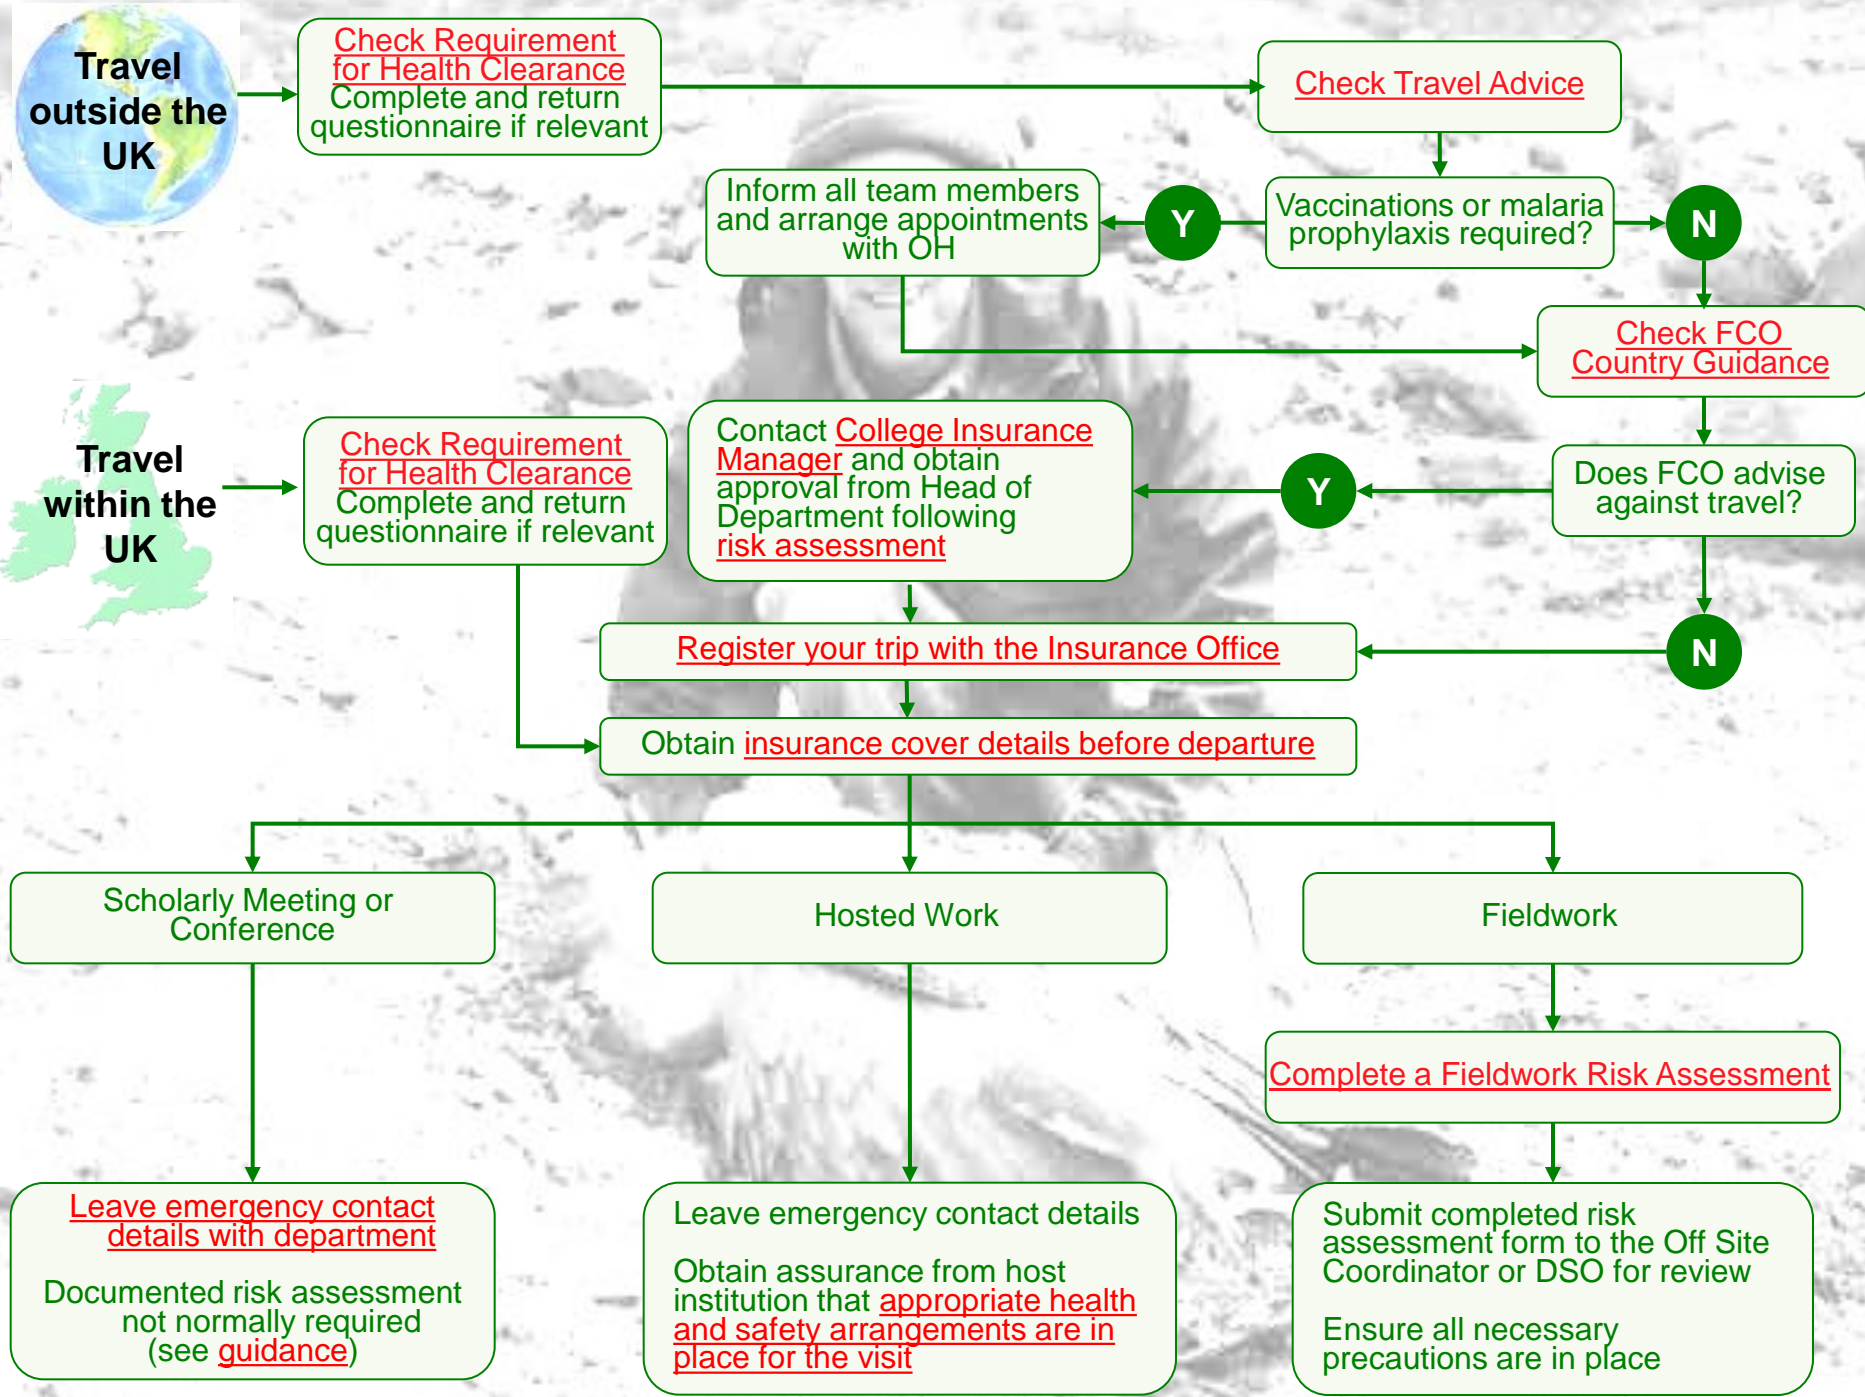 Travel
outside the
UK
Check Requirement
for Health Clearance
Complete and return
questionnaire if relevant
Check Travel Advice
Inform all team members
and arrange appointments
with OH
Y
Vaccinations or malaria
prophylaxis required?
N
Check FCO
Country Guidance
Travel
within the
UK
Check Requirement
for Health Clearance
Complete and return
questionnaire if relevant
Contact College Insurance
Manager and obtain
approval from Head of
Department following
risk assessment
Y
Does FCO advise
against travel?
Register your trip with the Insurance Office
N
Obtain insurance cover details before departure
Scholarly Meeting or
Conference
Hosted Work
Fieldwork
Complete a Fieldwork Risk Assessment
Leave emergency contact
details with department
Documented risk assessment
not normally required
(see guidance)
Leave emergency contact details
Obtain assurance from host
institution that appropriate health
and safety arrangements are in
place for the visit
Submit completed risk
assessment form to the Off Site
Coordinator or DSO for review
Ensure all necessary
precautions are in place